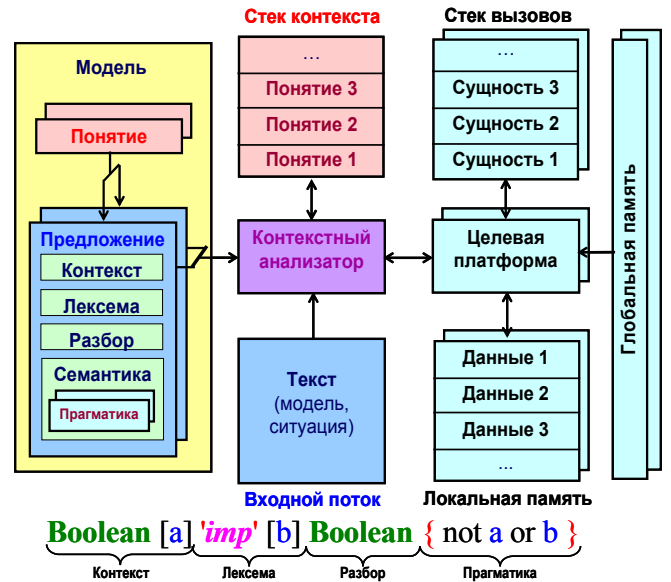 Стек контекста
Стек вызовов
Модель
Понятие
Предложение
Контекст
Лексема
Разбор
Семантика
Прагматика
...
Понятие 3
Понятие 2
Понятие 1
Контекстный
анализатор
Текст
(модель,
ситуация)
Входной поток
...
Сущность 3
Сущность 2
Сущность 1
Целевая
платформа
Данные 1
Данные 2
Данные 3
...
Локальная память
Глобальная память
Boolean [a] 'imp' [b] Boolean { not a or b }
Контекст Лексема Разбор Прагматика